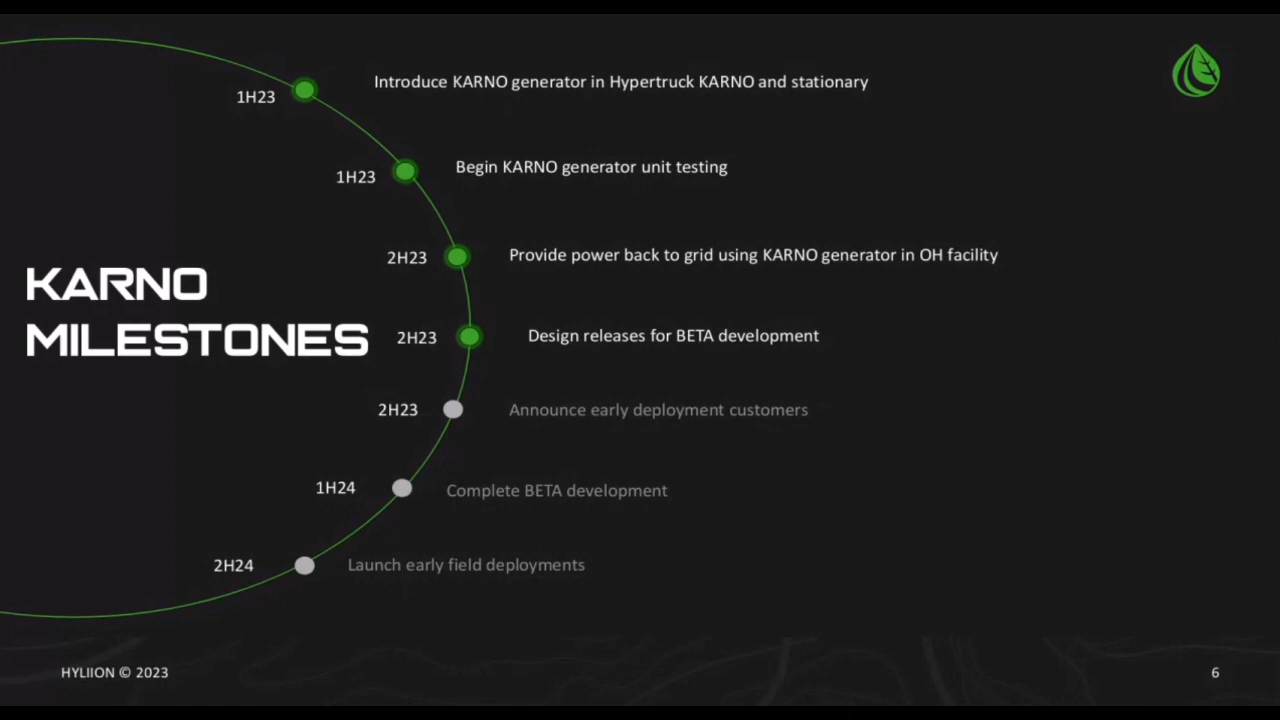 1H23
Introduce KARNO generator in Hypertruck KARNO and stationary
1H23
Begin KARNO generator unit testing
2H23
Provide power back to grid using KARNO generator in OH facility
KARNO
MILESTONES
2H23
Design releases for BETA development
2H23
Announce early deployment customers
1H24
Complete BETA development
2H24
Launch early field deployments
HYLIION © 2023
6